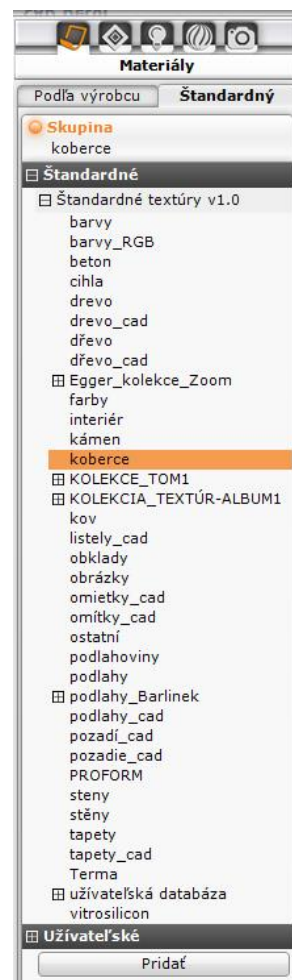 Materiály
Podľa výrobcu Štandardný
Skupina
koberce
Štandardné
Štandardné textúry v1.0
barvy
barvy_RGB
beton
cihla
drevo
drevo_cad
dřevo
dřevo_cad
Egger_kolekce_Zoom
farby
interiér
kámen
koberce
KOLEKCE_TOM1
KOLEKCIA_TEXTÚR-ALBUM1
kov
listely_cad
obklady
obrázky
omietky_cad
omítky_cad
ostatní
podlahoviny
podlahy
podlahy_Barlinek
podlahy_cad
pozadí_cad
pozadie_cad
PROFORM
steny
stěny
tapety
tapety_cad
Terma
užívateľská databáza
vitrosilicon
Užívateľské
Pridať